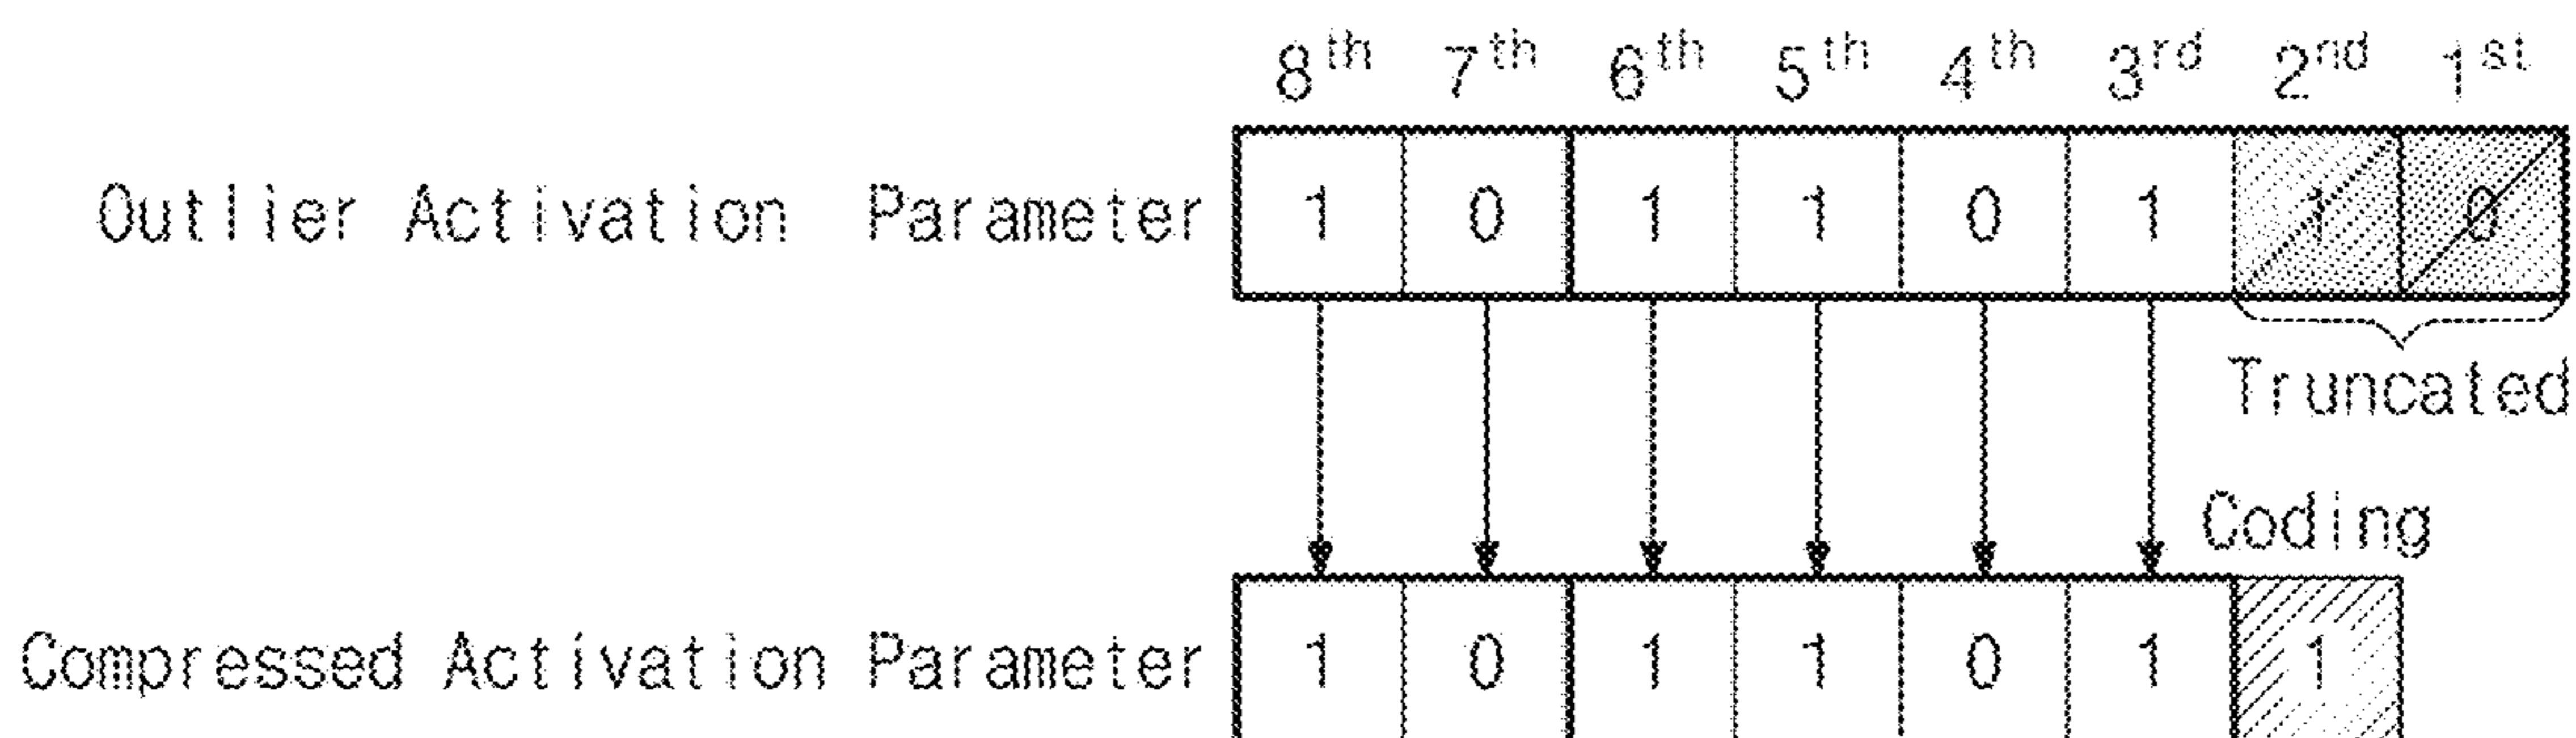 8th 7th 6th 5th 4th 3rd 2nd 1st
Outlier Activation Parameter 1 0 1 1 0 1 1 0
Truncated
Coding
Compressed Activation Parameter 1 0 1 1 0 1 1